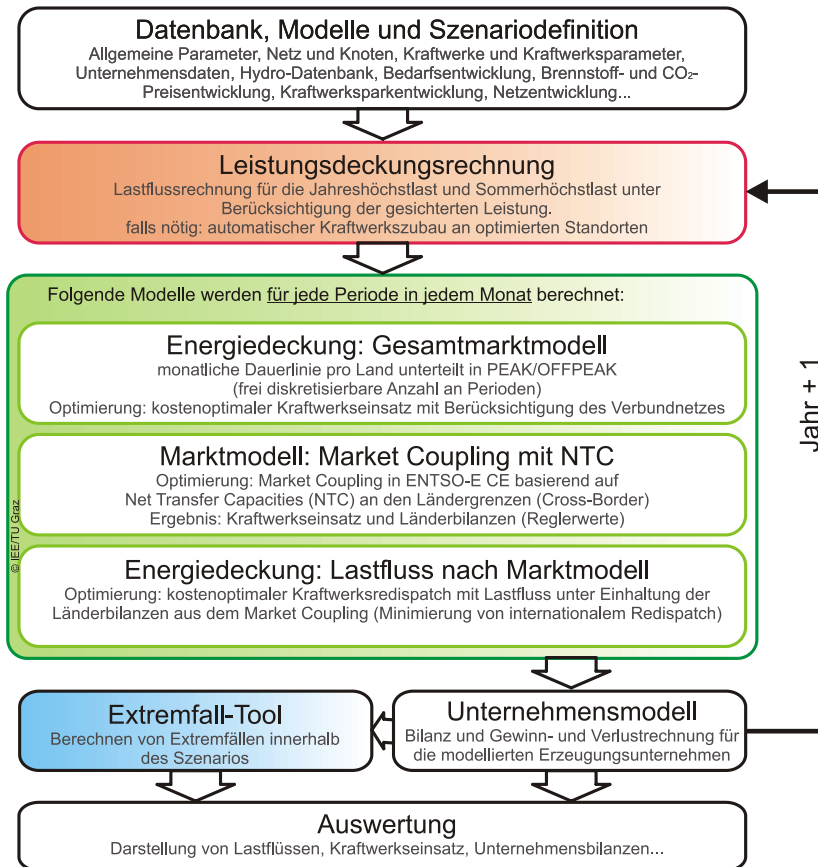 Datenbank, Modelle und Szenariodefinition
Allgemeine Parameter, Netz und Knoten, Kraftwerke und Kraftwerksparameter,
Unternehmensdaten, Hydro-Datenbank, Bedarfsentwicklung, Brennstoff- und CO₂-
Preisentwicklung, Kraftwerksparkentwicklung, Netzentwicklung...
Leistungsdeckungsrechnung
Lastflussrechnung für die Jahreshöchstlast und Sommerhöchstlast unter
Berücksichtigung der gesicherten Leistung.
falls nötig: automatischer Kraftwerkszubau an optimierten Standorten
Folgende Modelle werden für jede Periode in jedem Monat berechnet:
Energiedeckung: Gesamtmarktmodell
monatliche Dauerlinie pro Land unterteilt in PEAK/OFFPEAK
(frei diskretisierbare Anzahl an Perioden)
Optimierung: kostenoptimaler Kraftwerkseinsatz mit Berücksichtigung des Verbundnetzes
Marktmodell: Market Coupling mit NTC
Optimierung: Market Coupling in ENTSO-E CE basierend auf
Net Transfer Capacities (NTC) an den Ländergrenzen (Cross-Border)
Ergebnis: Kraftwerkseinsatz und Länderbilanzen (Reglerwerte)
Energiedeckung: Lastfluss nach Marktmodell
Optimierung: kostenoptimaler Kraftwerksredispatch mit Lastfluss unter Einhaltung der
Länderbilanzen aus dem Market Coupling (Minimierung von internationalem Redispatch)
© IEE/TU Graz
Jahr + 1
Extremfall-Tool
Berechnen von Extremfällen innerhalb
des Szenarios
Unternehmensmodell
Bilanz und Gewinn- und Verlustrechnung für
die modellierten Erzeugungsunternehmen
Auswertung
Darstellung von Lastflüssen, Kraftwerkseinsatz, Unternehmensbilanzen...